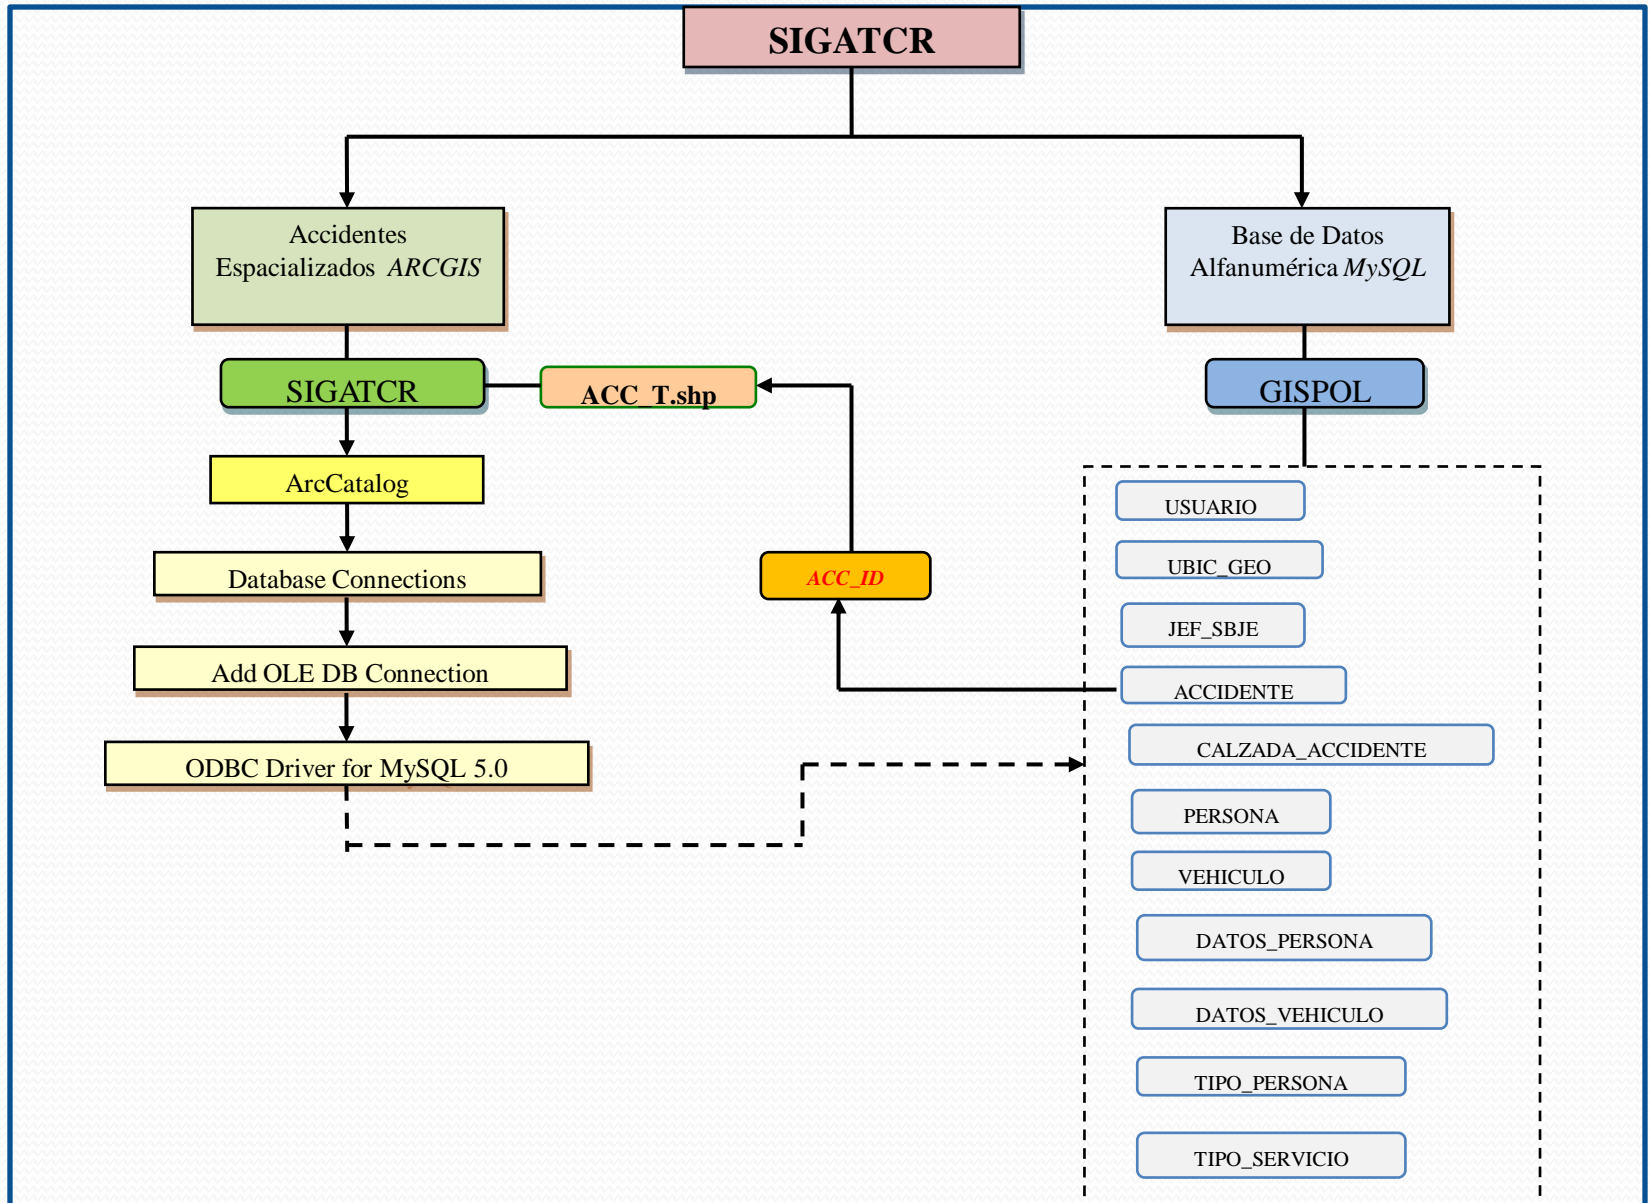 SIGATCR
Accidentes
Espacializados ARCGIS
Base de Datos
Alfanumérica MySQL
SIGATCR
ACC_T.shp
GISPOL
ArcCatalog
Database Connections
Add OLE DB Connection
ODBC Driver for MySQL 5.0
ACC_ID
USUARIO
UBIC_GEO
JEF_SBJE
ACCIDENTE
CALZADA_ACCIDENTE
PERSONA
VEHICULO
DATOS_PERSONA
DATOS_VEHICULO
TIPO_PERSONA
TIPO_SERVICIO